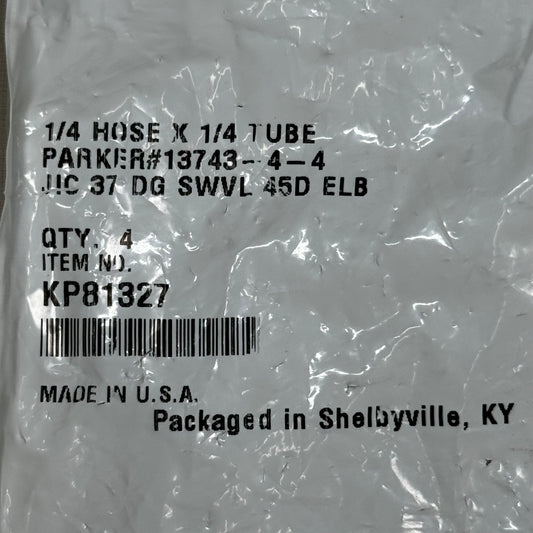 1/4 HOSE X 1/4 TUBE
PARKER#13743-4-4
JIC 37 DG SWVL 45D ELB
QTY. 4
ITEM NO.
KP81327
MADE IN U.S.A.
Packaged in Shelbyville, KY